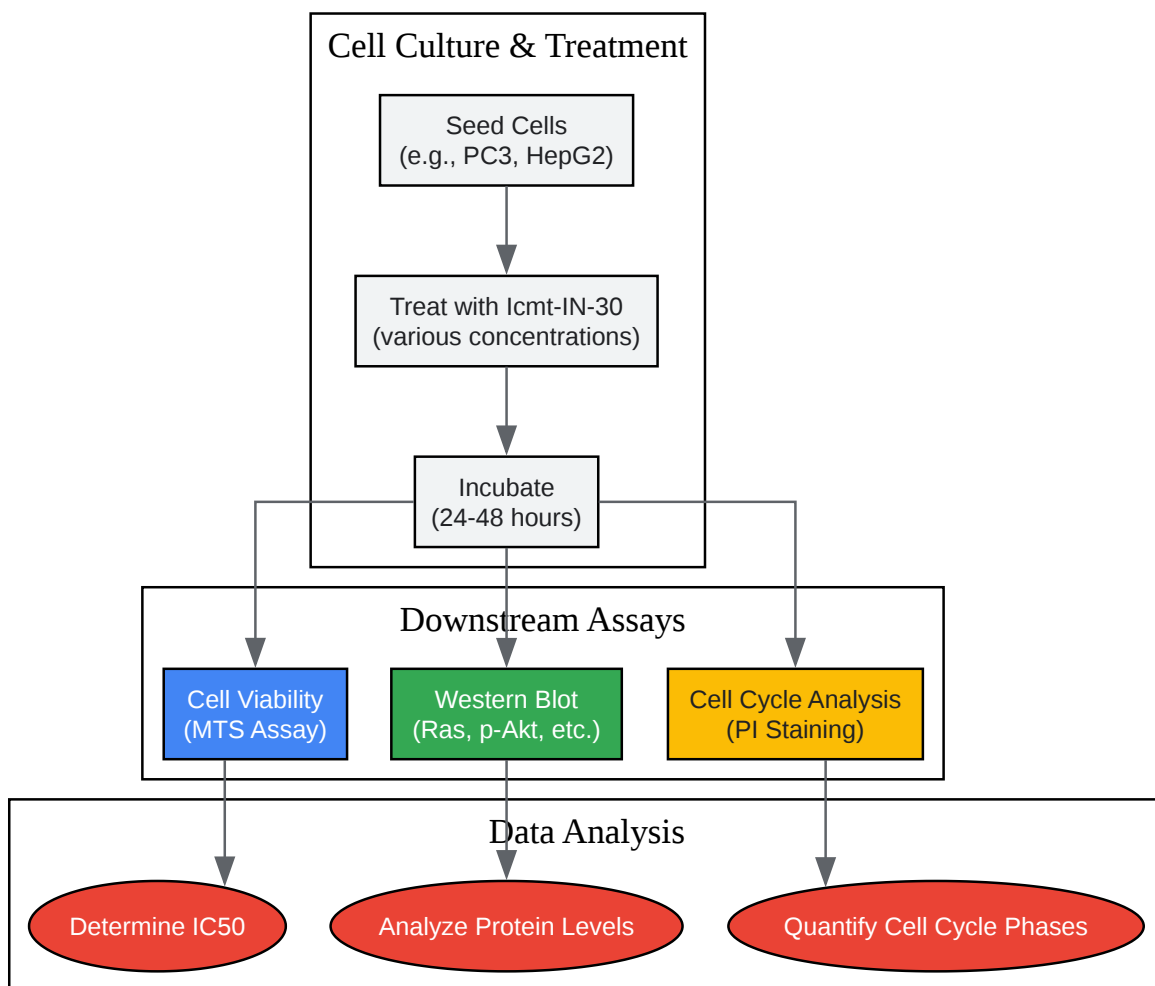 Cell Culture & Treatment
Seed Cells
(e.g., PC3, HepG2)
Treat with Icmt-IN-30
(various concentrations)
Incubate
(24-48 hours)
Downstream Assays
Cell Viability
(MTS Assay)
Western Blot
(Ras, p-Akt, etc.)
Cell Cycle Analysis
(PI Staining)
Data Analysis
Determine IC50
Analyze Protein Levels
Quantify Cell Cycle Phases